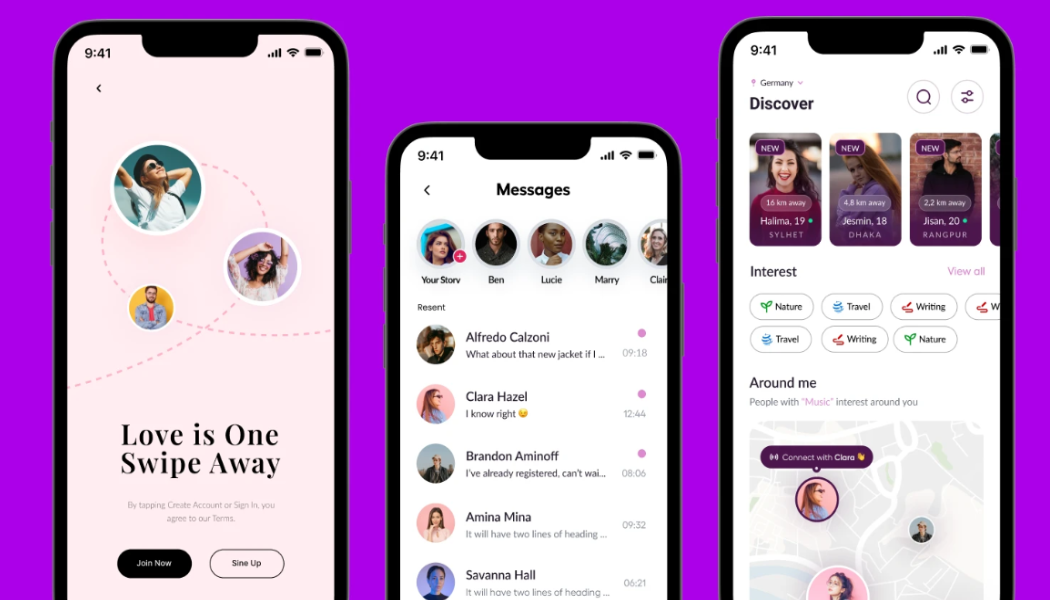 9:41
Love is One
Swipe Away
By tapping Create Account or Sign In, you
agree to our Terms.
Join Now
Sine Up
9:41
Messages
Your Story
Ben
Lucie
Marry
Clair
Resent
Alfredo Calzoni
What about that new jacket if I ...
09:18
Clara Hazel
I know right 😉
12:44
Brandon Aminoff
I've already registered, can't wai...
08:06
Amina Mina
It will have two lines of heading ...
09:32
Savanna Hall
It will have two lines of heading ...
06:21
9:41
Germany
Discover
NEW
16 km away
Halima, 19
SYLHET
NEW
4.8 km away
Jesmin, 18
DHAKA
NEW
2,2 km away
Jisan, 20
RANGPUR
Interest
View all
Nature
Travel
Writing
W
Travel
Writing
Nature
Around me
People with "Music" interest around you
Connect with Clara 👋